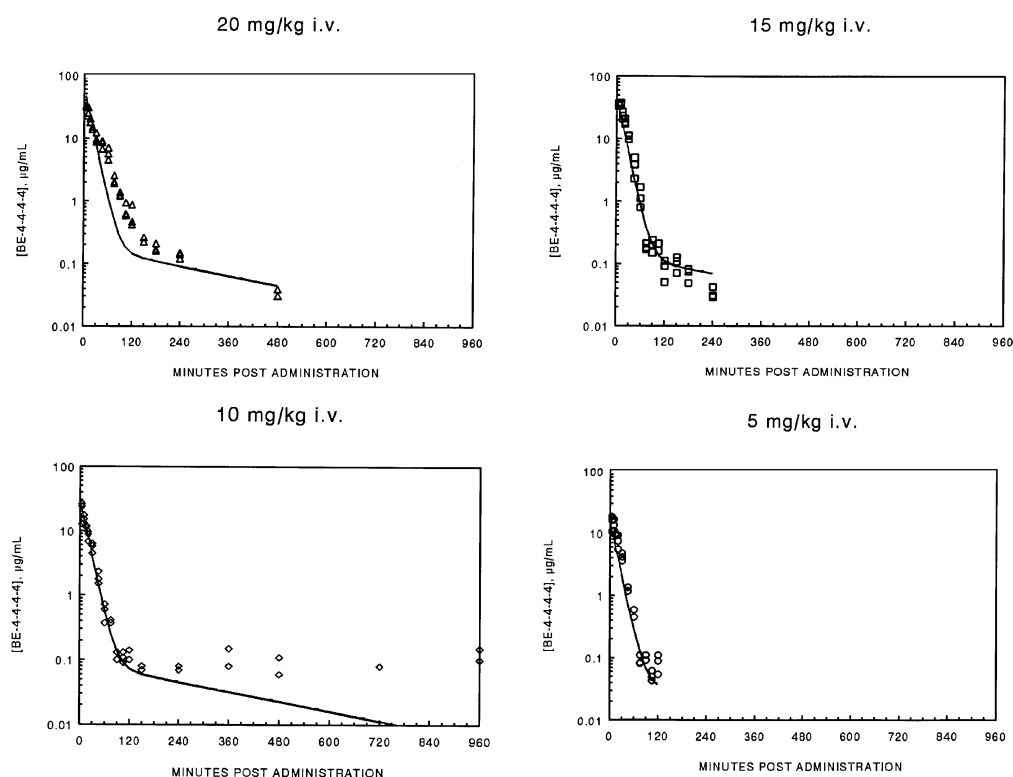 20 mg/kg i.v.
100
10
1
0.1
0.01
[BE-4-4-4-4], µg/mL
0 120 240 360 480 600 720 840 960
MINUTES POST ADMINISTRATION
15 mg/kg i.v.
100
10
1
0.1
0.01
[BE-4-4-4-4], µg/mL
0 120 240 360 480 600 720 840 960
MINUTES POST ADMINISTRATION
10 mg/kg i.v.
100
10
1
0.1
0.01
[BE-4-4-4-4], µg/mL
0 120 240 360 480 600 720 840 960
MINUTES POST ADMINISTRATION
5 mg/kg i.v.
100
10
1
0.1
0.01
[BE-4-4-4-4], µg/mL
0 120 240 360 480 600 720 840 960
MINUTES POST ADMINISTRATION